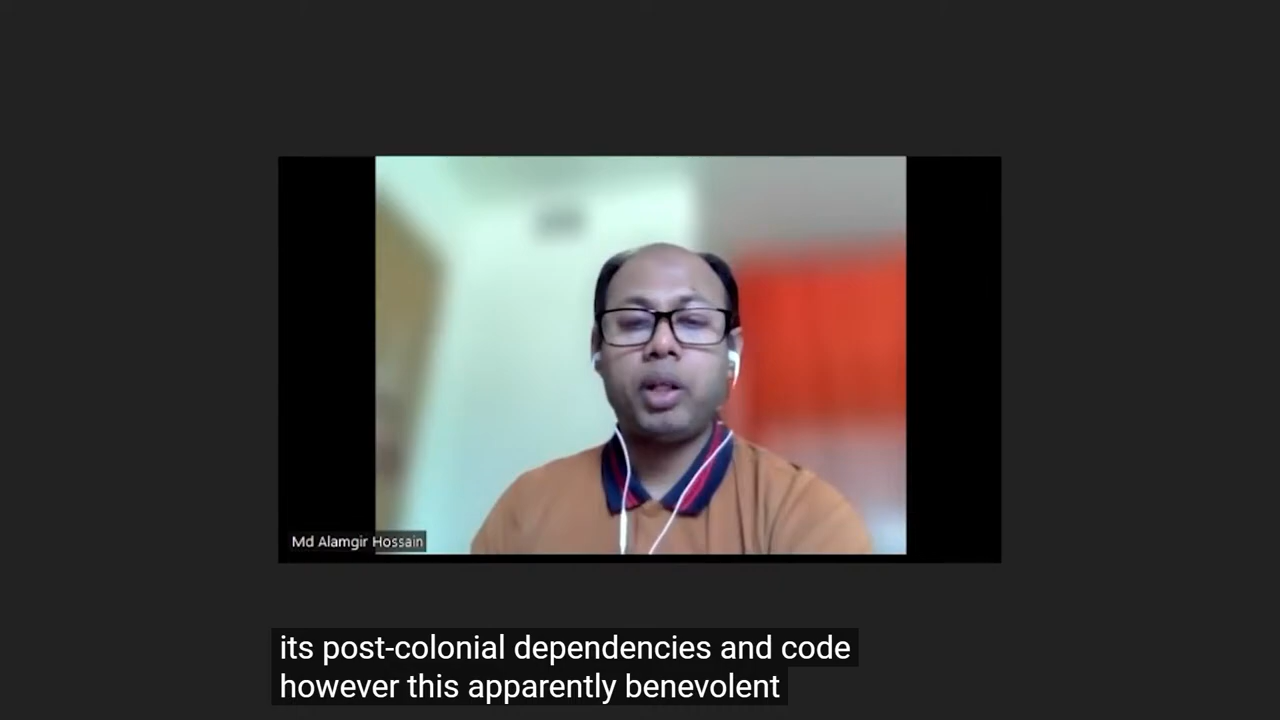 Md Alamgir Hossain
its post-colonial dependencies and code
however this apparently benevolent